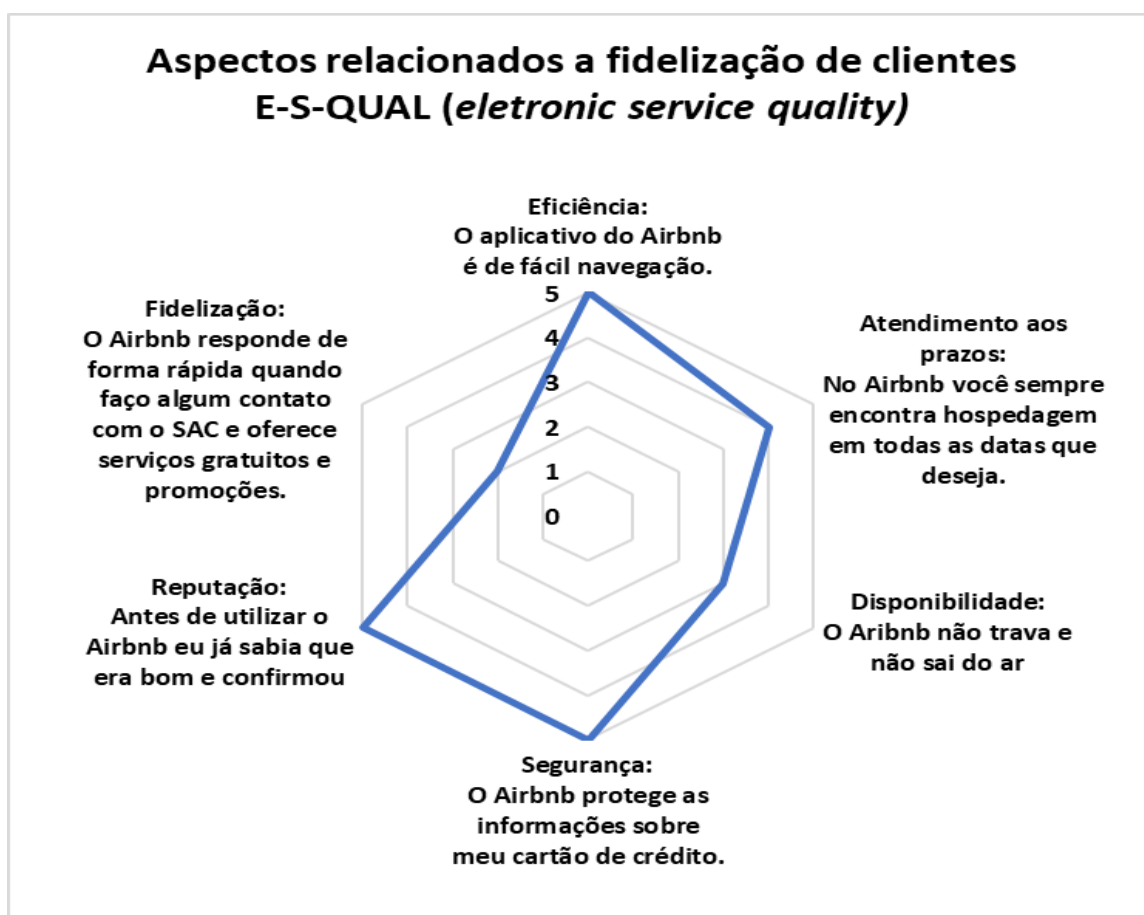 Aspectos relacionados a fidelização de clientes
E-S-QUAL (eletronic service quality)
Eficiência:
O aplicativo do Airbnb
é de fácil navegação.
Atendimento aos
prazos:
No Airbnb você sempre
encontra hospedagem
em todas as datas que
deseja.
Disponibilidade:
O Aribnb não trava e
não sai do ar
Segurança:
O Airbnb protege as
informações sobre
meu cartão de crédito.
Reputação:
Antes de utilizar o
Airbnb eu já sabia que
era bom e confirmou
Fidelização:
O Airbnb responde de
forma rápida quando
faço algum contato
com o SAC e oferece
serviços gratuitos e
promoções.
5
4
3
2
1
0